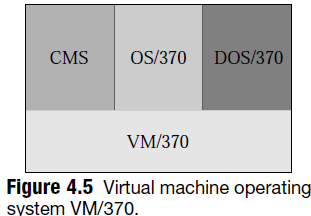 CMS OS/370 DOS/370
VM/370
Figure 4.5 Virtual machine operating
system VM/370.